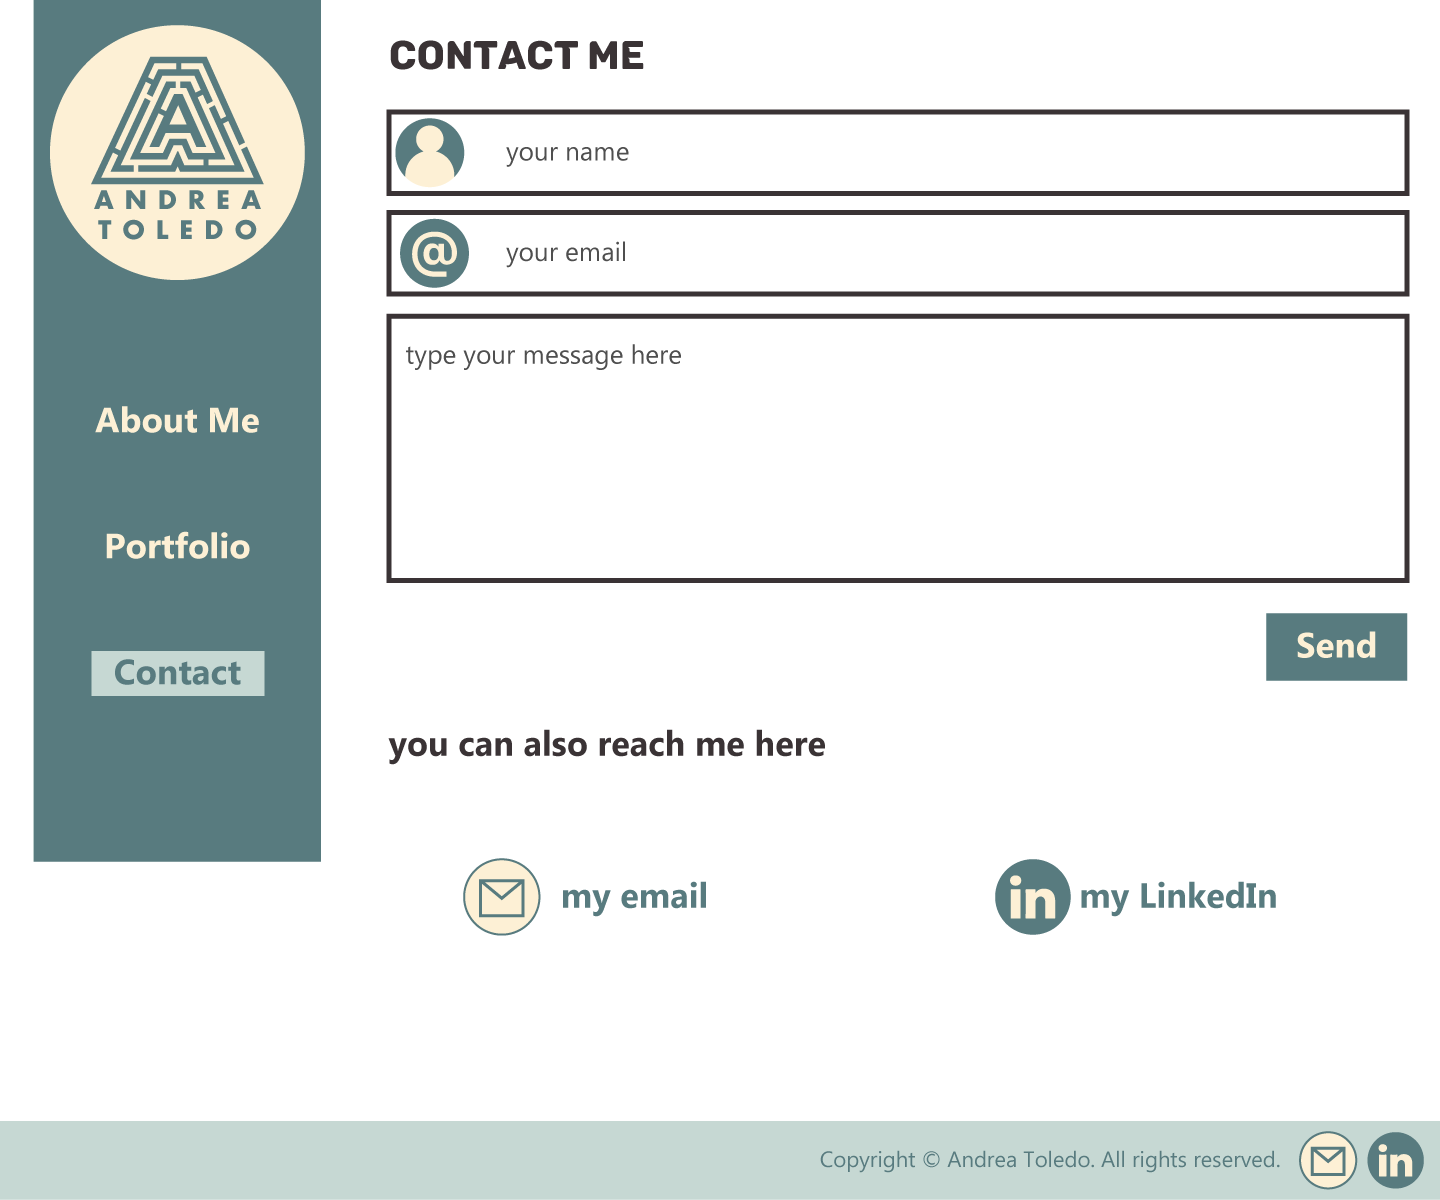 A
ANDREA
TOLEDO
About Me
Portfolio
Contact
CONTACT ME
your name
@
your email
type your message here
Send
you can also reach me here
my email
in my LinkedIn
Copyright © Andrea Toledo. All rights reserved.
in